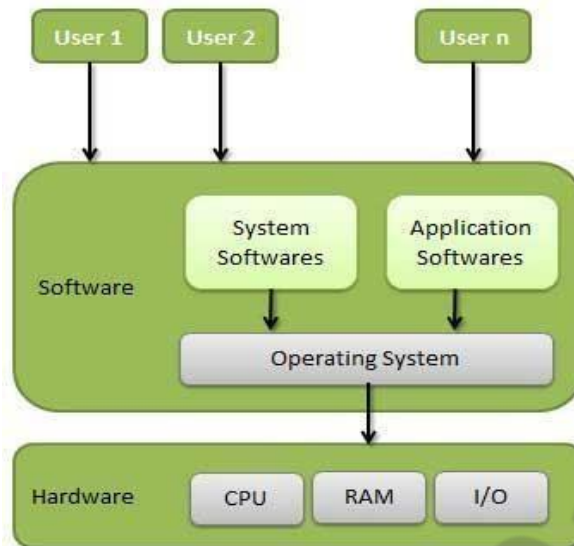 User 1
User 2
User n
System
Softwares
Application
Softwares
Software
Operating System
Hardware
CPU
RAM
I/O